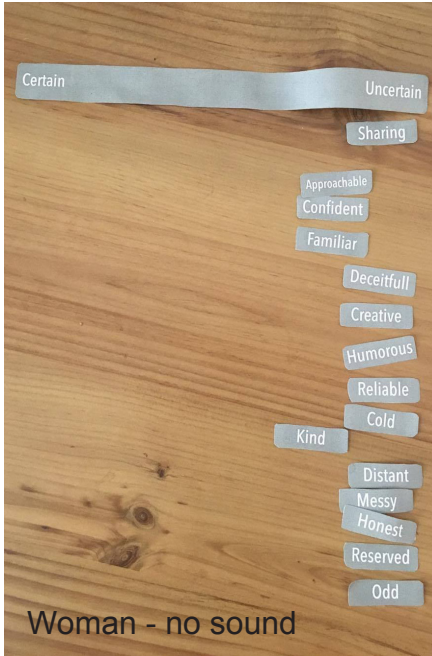 Certain
Uncertain
Sharing
Approachable
Confident
Familiar
Deceitfull
Creative
Humorous
Reliable
Cold
Kind
Distant
Messy
Honest
Reserved
Odd
Woman - no sound